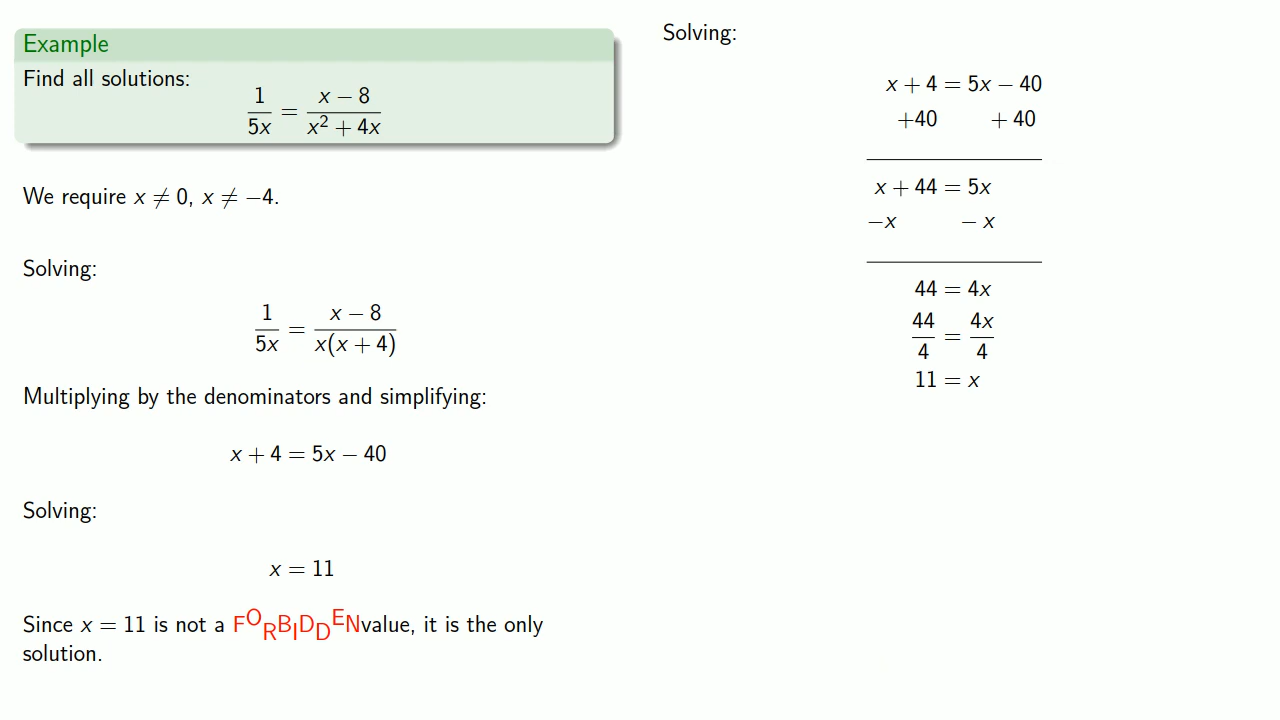 Example
Find all solutions:
1/5x = x − 8/x² + 4x
We require x ≠ 0, x ≠ −4.
Solving:
1/5x = x − 8/x(x + 4)
Multiplying by the denominators and simplifying:
x + 4 = 5x − 40
Solving:
x = 11
Since x = 11 is not a FORBIDDENvalue, it is the only
solution.
Solving:
x + 4 = 5x − 40
+40 + 40
x + 44 = 5x
−x − x
44 = 4x
44/4 = 4x/4
11 = x